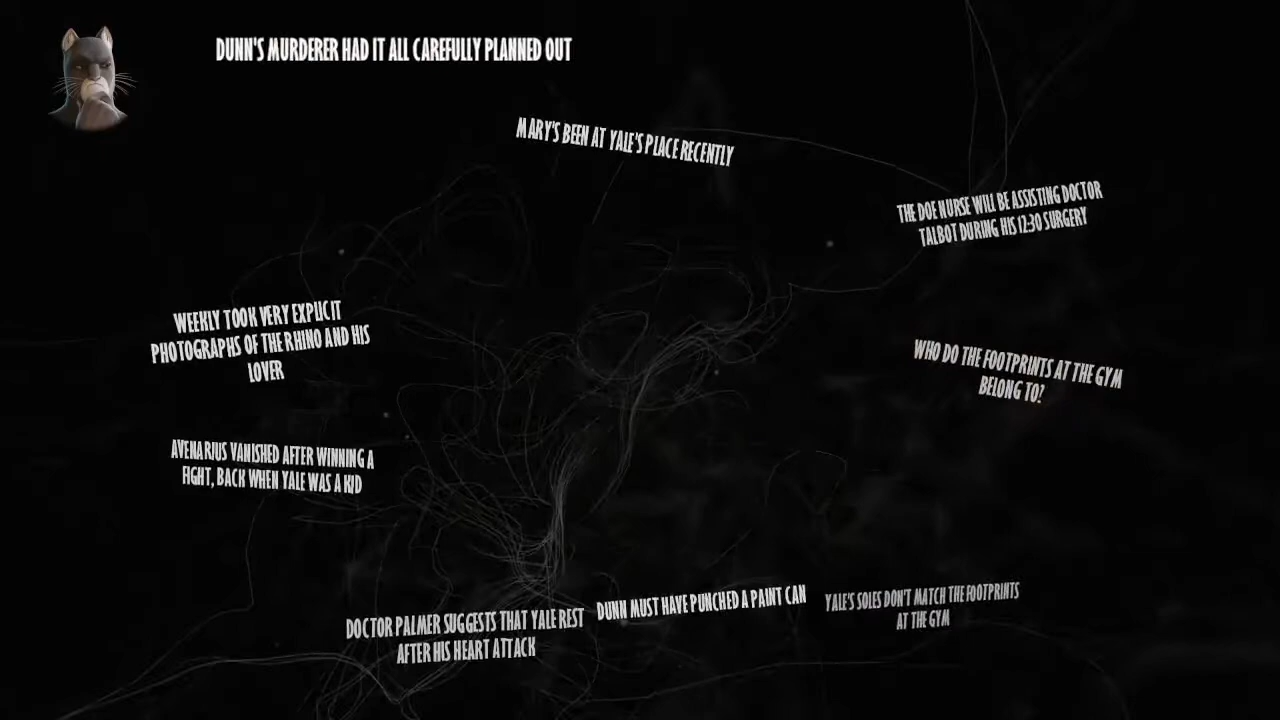 DUNN'S MURDERER HAD IT ALL CAREFULLY PLANNED OUT
MARY'S BEEN AT YALE'S PLACE RECENTLY
THE DOE NURSE WILL BE ASSISTING DOCTOR
TALBOT DURING HIS 12:30 SURGERY
WEEKLY TOOK VERY EXPLICIT
PHOTOGRAPHS OF THE RHINO AND HIS
LOVER
WHO DO THE FOOTPRINTS AT THE GYM
BELONG TO?
AVENARIUS VANISHED AFTER WINNING A
FIGHT, BACK WHEN YALE WAS A KID
DOCTOR PALMER SUGGESTS THAT YALE REST
AFTER HIS HEART ATTACK
DUNN MUST HAVE PUNCHED A PAINT CAN
YALE'S SOLES DON'T MATCH THE FOOTPRINTS
AT THE GYM